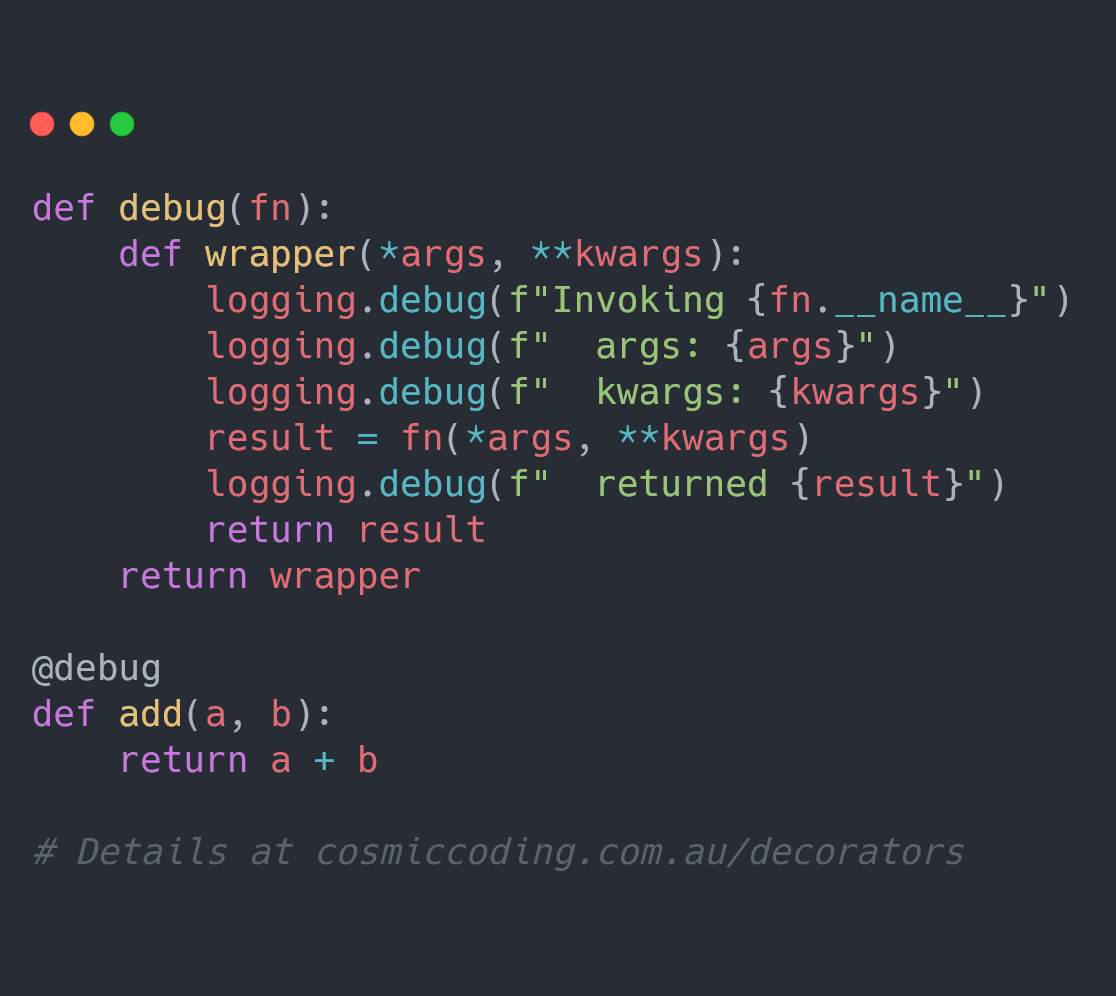 def debug(fn):
    def wrapper(*args, **kwargs):
        logging.debug(f"Invoking {fn.__name__}")
        logging.debug(f"  args: {args}")
        logging.debug(f"  kwargs: {kwargs}")
        result = fn(*args, **kwargs)
        logging.debug(f"  returned {result}")
        return result
    return wrapper

@debug
def add(a, b):
    return a + b

# Details at cosmiccoding.com.au/decorators